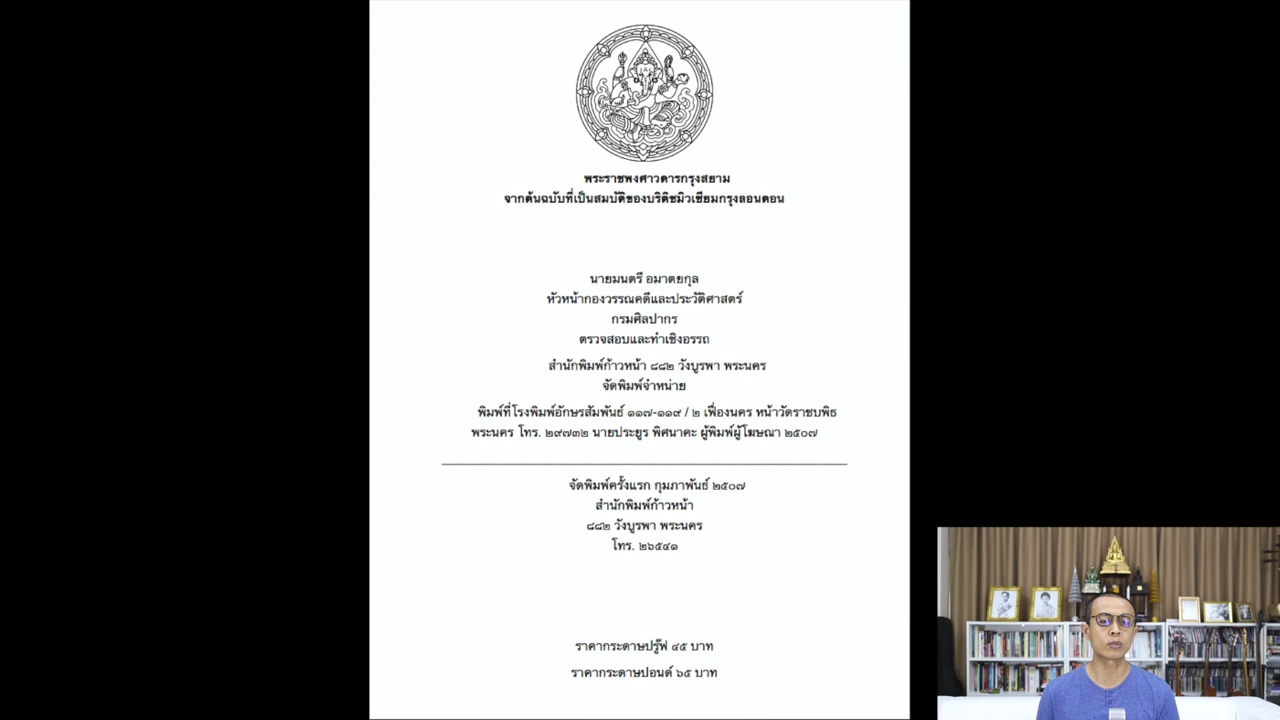 พระราชพงศาวดารกรุงสยาม
จากต้นฉบับที่เป็นสมบัติของบริติชมิวเซียมกรุงลอนดอน
นายมนตรี อมาตยกุล
หัวหน้ากองวรรณคดีและประวัติศาสตร์
กรมศิลปากร
ตรวจสอบและทำเชิงอรรถ
สำนักพิมพ์ก้าวหน้า ๘๘๒ วังบูรพา พระนคร
จัดพิมพ์จำหน่าย
พิมพ์ที่โรงพิมพ์อักษรสัมพันธ์ ๑๑๗-๑๑๙ / ๒ เฟื่องนคร หน้าวัดราชบพิธ
พระนคร โทร. ๒๙๗๓๒ นายประยูร พิศนาคะ ผู้พิมพ์ผู้โฆษณา ๒๕๐๗
จัดพิมพ์ครั้งแรก กุมภาพันธ์ ๒๕๐๗
สำนักพิมพ์ก้าวหน้า
๘๘๒ วังบูรพา พระนคร
โทร. ๒๖๕๔๑
ราคากระดาษปรู๊ฟ ๔๕ บาท
ราคากระดาษปอนด์ ๖๕ บาท